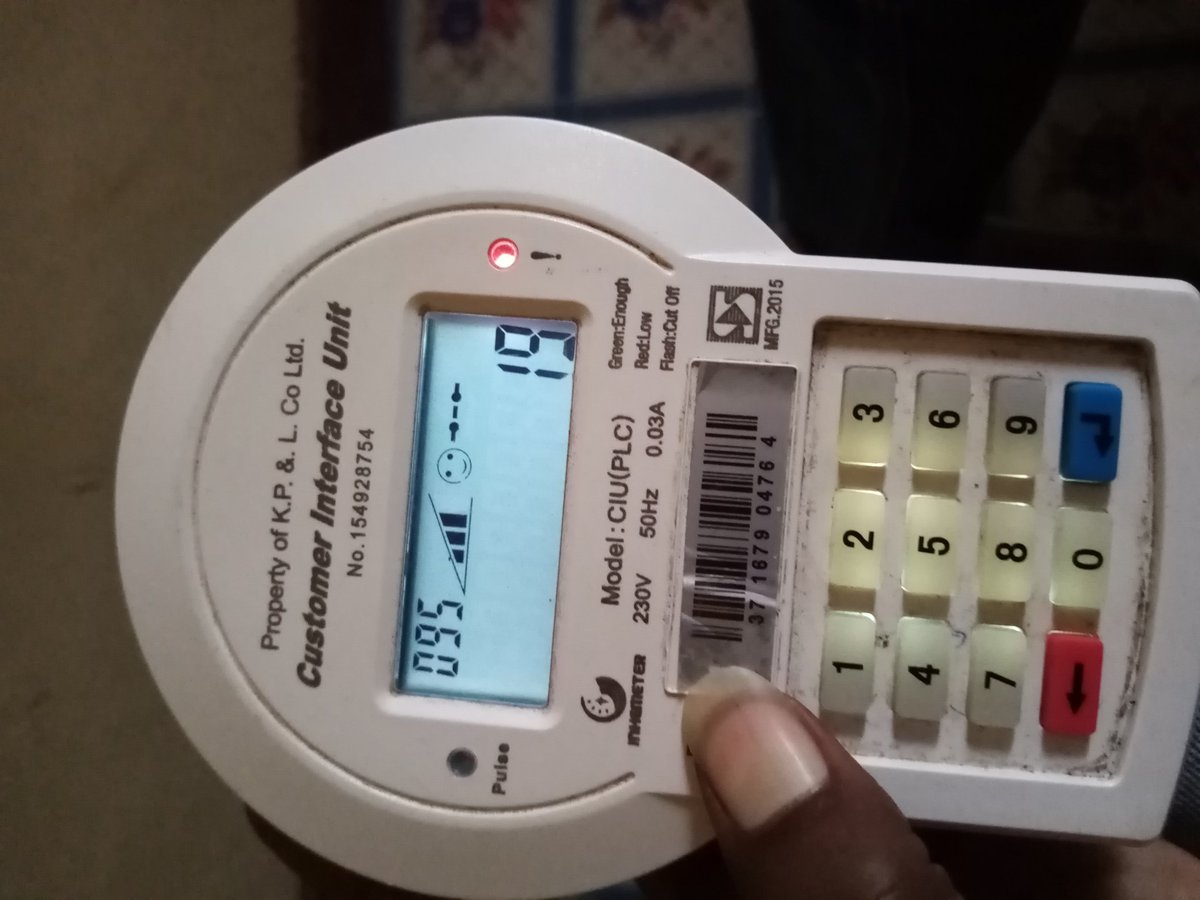 Property of K.P. & L. Co Ltd.
Customer Interface Unit
No.154928754
095
19
Pulse
!
INHEMETER
Model: CIU(PLC)
230V 50Hz 0.03A
Green:Enough
Red:Low
Flash:Cut Off
MFG.2015
37 1679 0476 4
1 2 3
4 5 6
7 8 9
0